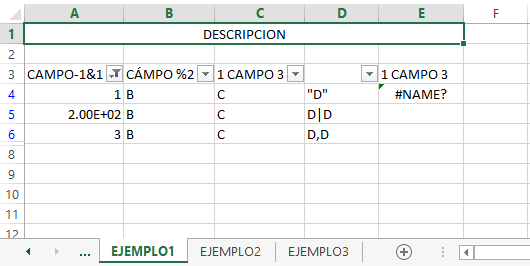 A B C D E F
1 DESCRIPCION
2
3 CAMPO-1&1 CÁMPO %2 1 CAMPO 3 1 CAMPO 3
4 1 B C "D" #NAME?
5 2.00E+02 B C D|D
6 3 B C D,D
8
9
10
11
12
... EJEMPLO1 EJEMPLO2 EJEMPLO3